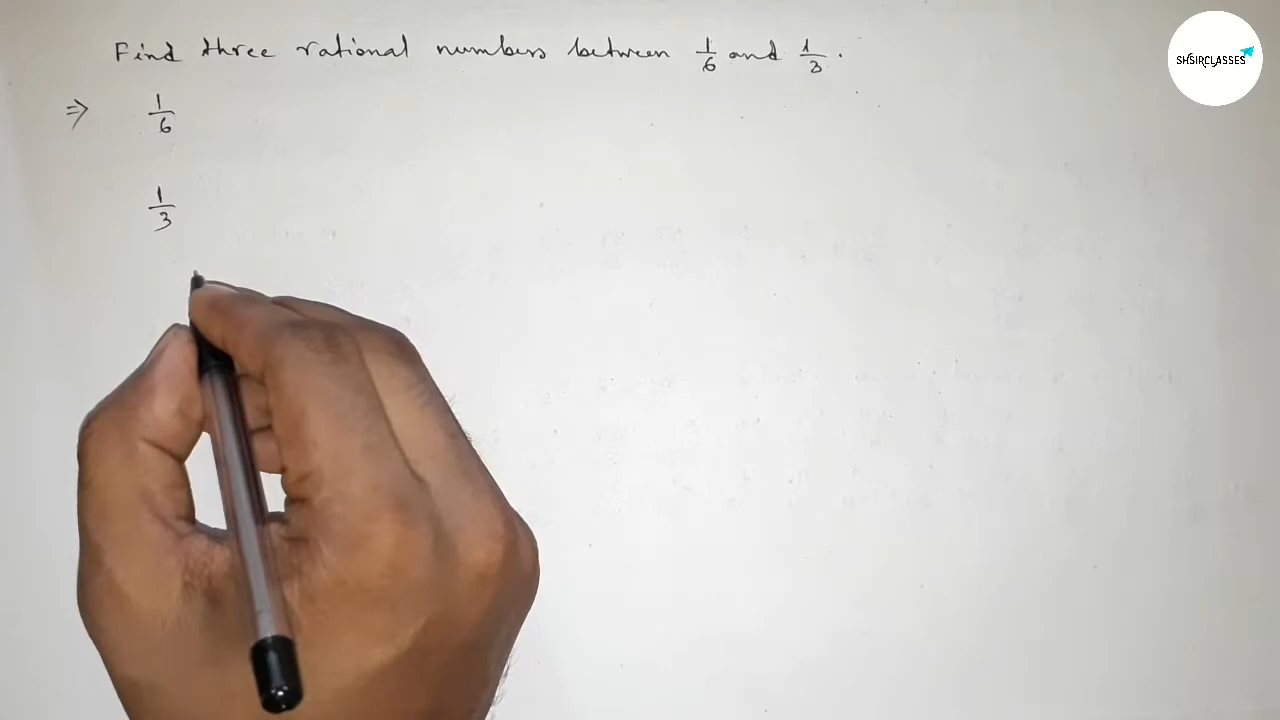 Find three rational numbers between 1/6 and 1/3.
SHSIRCLASSES
⇒ 1/6
1/3